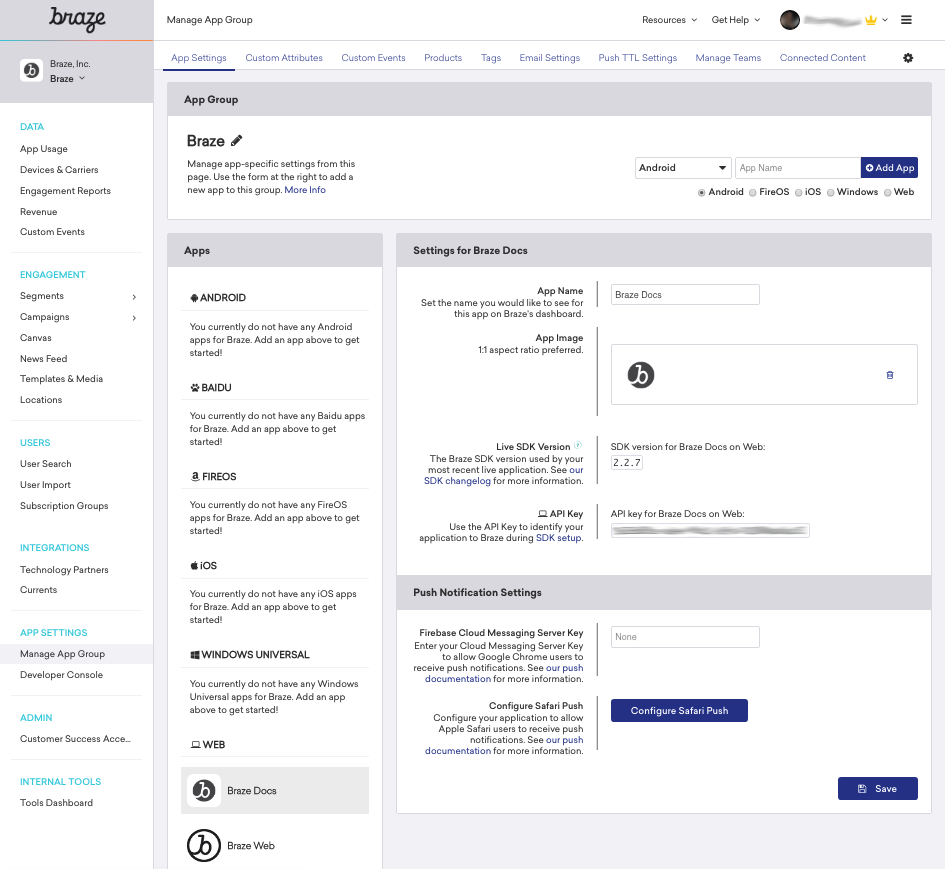 braze
Manage App Group
Resources
Get Help
Braze, Inc.
Braze
App Settings
Custom Attributes
Custom Events
Products
Tags
Email Settings
Push TTL Settings
Manage Teams
Connected Content
DATA
App Usage
Devices & Carriers
Engagement Reports
Revenue
Custom Events
ENGAGEMENT
Segments
Campaigns
Canvas
News Feed
Templates & Media
Locations
USERS
User Search
User Import
Subscription Groups
INTEGRATIONS
Technology Partners
Currents
APP SETTINGS
Manage App Group
Developer Console
ADMIN
Customer Success Acce...
INTERNAL TOOLS
Tools Dashboard
App Group
Braze
Manage app-specific settings from this
page. Use the form at the right to add a
new app to this group. More Info
Android
App Name
Add App
Android
FireOS
iOS
Windows
Web
Apps
ANDROID
You currently do not have any Android
apps for Braze. Add an app above to get
started!
BAIDU
You currently do not have any Baidu apps
for Braze. Add an app above to get
started!
FIREOS
You currently do not have any FireOS
apps for Braze. Add an app above to get
started!
iOS
You currently do not have any iOS apps
for Braze. Add an app above to get
started!
WINDOWS UNIVERSAL
You currently do not have any Windows
Universal apps for Braze. Add an app
above to get started!
WEB
Braze Docs
Braze Web
Settings for Braze Docs
App Name
Set the name you would like to see for
this app on Braze's dashboard.
Braze Docs
App Image
1:1 aspect ratio preferred.
Live SDK Version
The Braze SDK version used by your
most recent live application. See our
SDK changelog for more information.
SDK version for Braze Docs on Web:
2.2.7
API Key
Use the API Key to identify your
application to Braze during SDK setup.
API key for Braze Docs on Web:
Push Notification Settings
Firebase Cloud Messaging Server Key
Enter your Cloud Messaging Server Key
to allow Google Chrome users to
receive push notifications. See our push
documentation for more information.
None
Configure Safari Push
Configure your application to allow
Apple Safari users to receive push
notifications. See our push
documentation for more information.
Configure Safari Push
Save